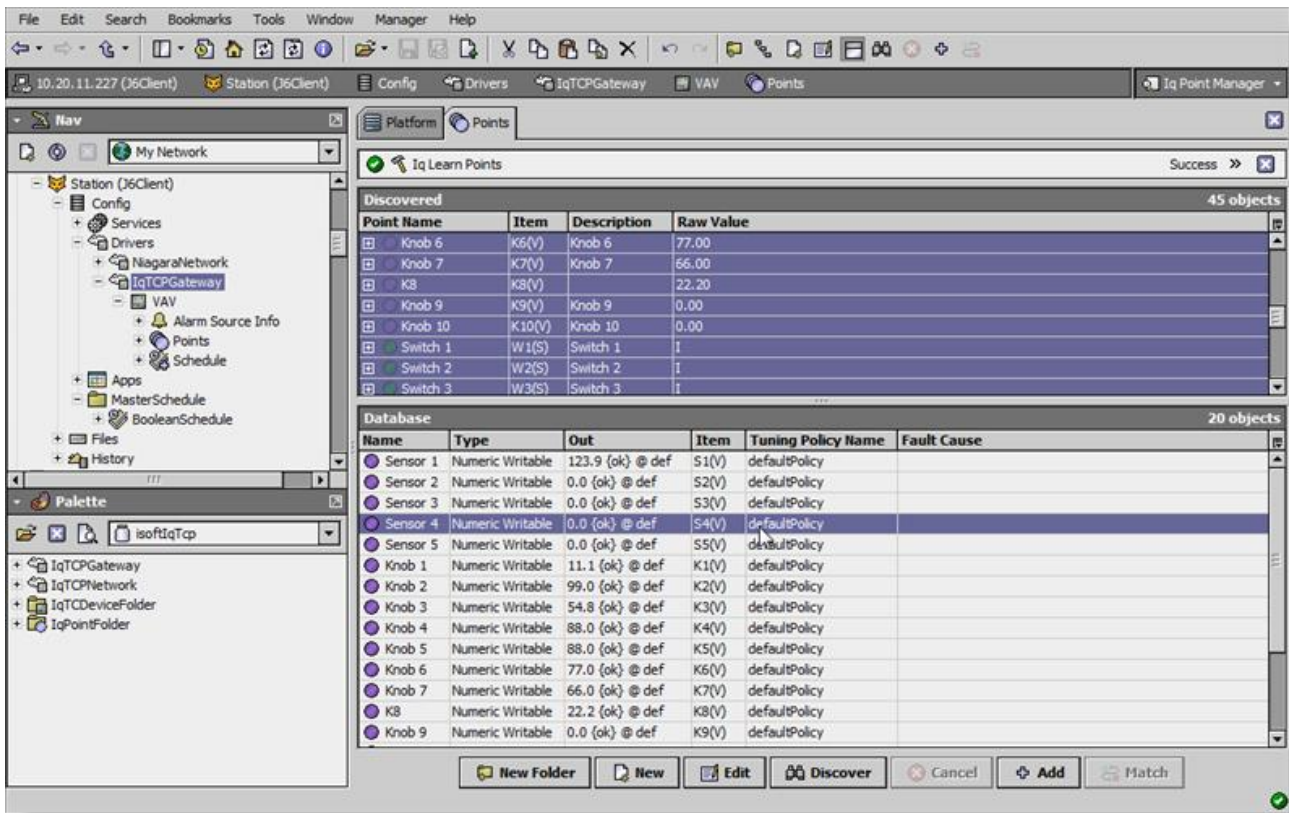 File Edit Search Bookmarks Tools Window Manager Help
10.20.11.227 (J6Client) Station (J6Client) Config Drivers IqTCPGateway VAV Points Iq Point Manager
Nav
My Network
Station (J6Client)
Config
Services
Drivers
NiagaraNetwork
IqTCPGateway
VAV
Alarm Source Info
Points
Schedule
Apps
MasterSchedule
BooleanSchedule
Files
History
Palette
isoftIqTcp
IqTCPGateway
IqTCPNetwork
IqTCDeviceFolder
IqPointFolder
Platform Points
Iq Learn Points Success »
Discovered 45 objects
Point Name Item Description Raw Value
Knob 6 K6(V) Knob 6 77.00
Knob 7 K7(V) Knob 7 66.00
K8 K8(V) 22.20
Knob 9 K9(V) Knob 9 0.00
Knob 10 K10(V) Knob 10 0.00
Switch 1 W1(S) Switch 1 I
Switch 2 W2(S) Switch 2 I
Switch 3 W3(S) Switch 3 I
Database 20 objects
Name Type Out Item Tuning Policy Name Fault Cause
Sensor 1 Numeric Writable 123.9 {ok} @ def S1(V) defaultPolicy
Sensor 2 Numeric Writable 0.0 {ok} @ def S2(V) defaultPolicy
Sensor 3 Numeric Writable 0.0 {ok} @ def S3(V) defaultPolicy
Sensor 4 Numeric Writable 0.0 {ok} @ def S4(V) defaultPolicy
Sensor 5 Numeric Writable 0.0 {ok} @ def S5(V) defaultPolicy
Knob 1 Numeric Writable 11.1 {ok} @ def K1(V) defaultPolicy
Knob 2 Numeric Writable 99.0 {ok} @ def K2(V) defaultPolicy
Knob 3 Numeric Writable 54.8 {ok} @ def K3(V) defaultPolicy
Knob 4 Numeric Writable 88.0 {ok} @ def K4(V) defaultPolicy
Knob 5 Numeric Writable 88.0 {ok} @ def K5(V) defaultPolicy
Knob 6 Numeric Writable 77.0 {ok} @ def K6(V) defaultPolicy
Knob 7 Numeric Writable 66.0 {ok} @ def K7(V) defaultPolicy
K8 Numeric Writable 22.2 {ok} @ def K8(V) defaultPolicy
Knob 9 Numeric Writable 0.0 {ok} @ def K9(V) defaultPolicy
New Folder New Edit Discover Cancel Add Match